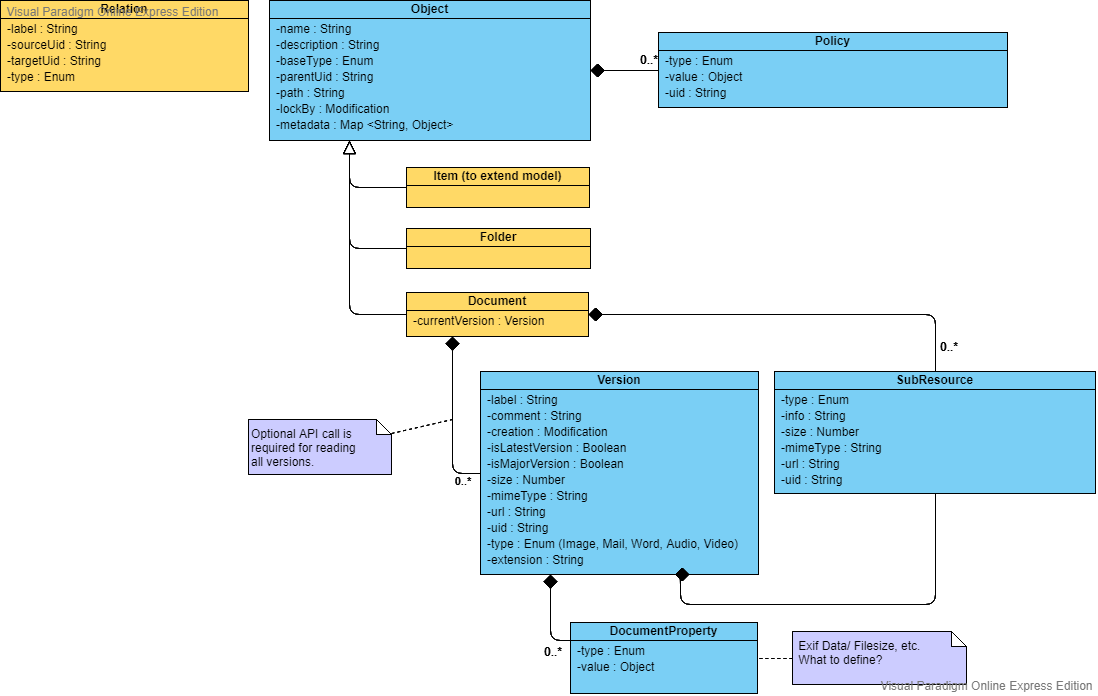 Visual Paradigm Online Express Edition
Relation
-label : String
-sourceUid : String
-targetUid : String
-type : Enum
Object
-name : String
-description : String
-baseType : Enum
-parentUid : String
-path : String
-lockBy : Modification
-metadata : Map <String, Object>
0..*
Policy
-type : Enum
-value : Object
-uid : String
Item (to extend model)
Folder
Document
-currentVersion : Version
0..*
Optional API call is
required for reading
all versions.
0..*
Version
-label : String
-comment : String
-creation : Modification
-isLatestVersion : Boolean
-isMajorVersion : Boolean
-size : Number
-mimeType : String
-url : String
-uid : String
-type : Enum (Image, Mail, Word, Audio, Video)
-extension : String
SubResource
-type : Enum
-info : String
-size : Number
-mimeType : String
-url : String
-uid : String
0..*
DocumentProperty
-type : Enum
-value : Object
Exif Data/ Filesize, etc.
What to define?
Visual Paradigm Online Express Edition